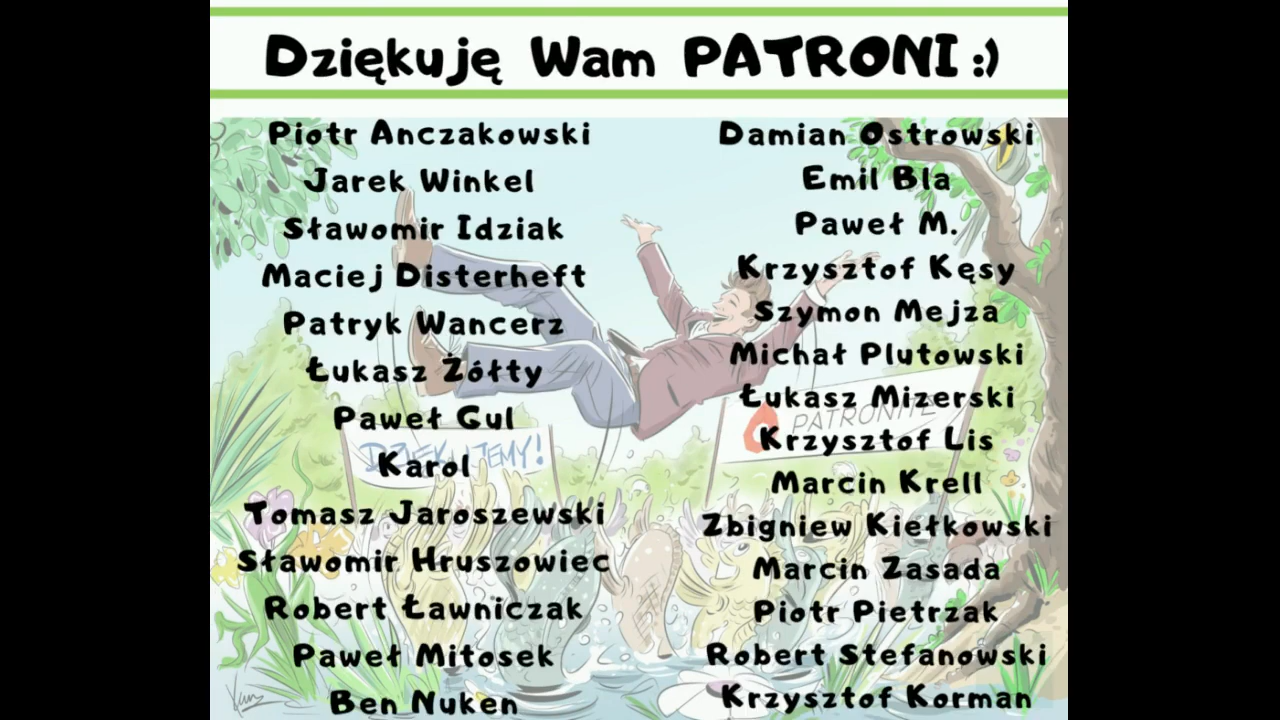 Dziękuję Wam PATRONI :)
Piotr Anczakowski
Jarek Winkel
Sławomir Idziak
Maciej Disterheft
Patryk Wancerz
Łukasz Żółty
Paweł Gul
Karol
Tomasz Jaroszewski
Sławomir Hruszowiec
Robert Ławniczak
Paweł Mitosek
Ben Nuken
Damian Ostrowski
Emil Bla
Paweł M.
Krzysztof Kęsy
Szymon Mejza
Michał Plutowski
Łukasz Mizerski
Krzysztof Lis
Marcin Krell
Zbigniew Kiełkowski
Marcin Zasada
Piotr Pietrzak
Robert Stefanowski
Krzysztof Korman
DZIĘKUJEMY!
PATRONITE